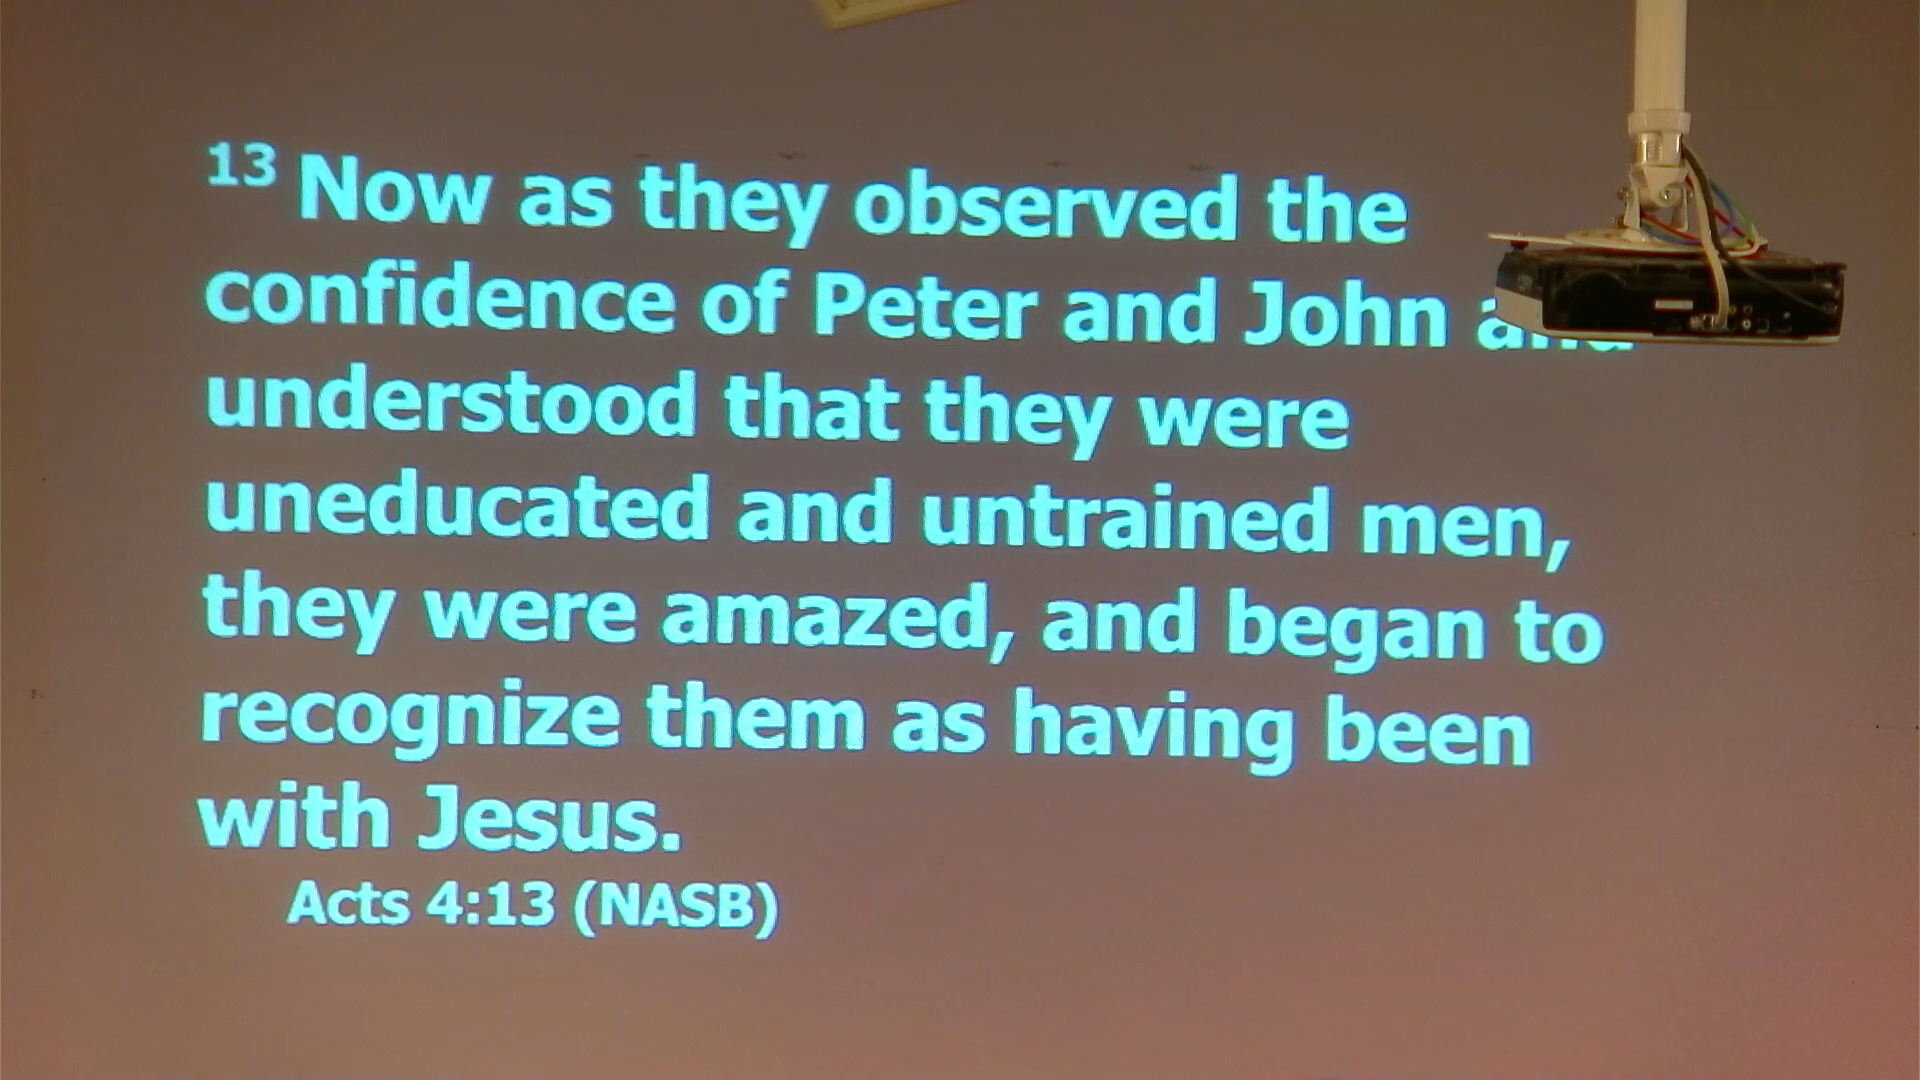 13 Now as they observed the
confidence of Peter and John and
understood that they were
uneducated and untrained men,
they were amazed, and began to
recognize them as having been
with Jesus.
Acts 4:13 (NASB)